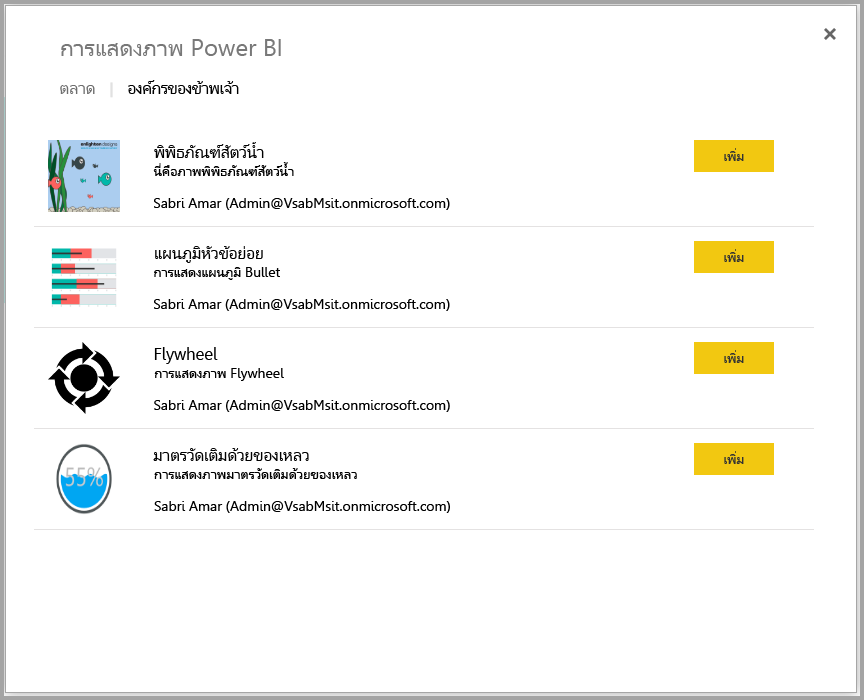 การแสดงภาพ Power BI
ตลาด | องค์กรของข้าพเจ้า
enlighten designs
พิพิธภัณฑ์สัตว์น้ำ
นี่คือภาพพิพิธภัณฑ์สัตว์น้ำ
Sabri Amar (Admin@VsabMsit.onmicrosoft.com)
เพิ่ม
แผนภูมิหัวข้อย่อย
การแสดงแผนภูมิ Bullet
Sabri Amar (Admin@VsabMsit.onmicrosoft.com)
เพิ่ม
Flywheel
การแสดงภาพ Flywheel
Sabri Amar (Admin@VsabMsit.onmicrosoft.com)
เพิ่ม
55%
มาตรวัดเติมด้วยของเหลว
การแสดงภาพมาตรวัดเติมด้วยของเหลว
Sabri Amar (Admin@VsabMsit.onmicrosoft.com)
เพิ่ม